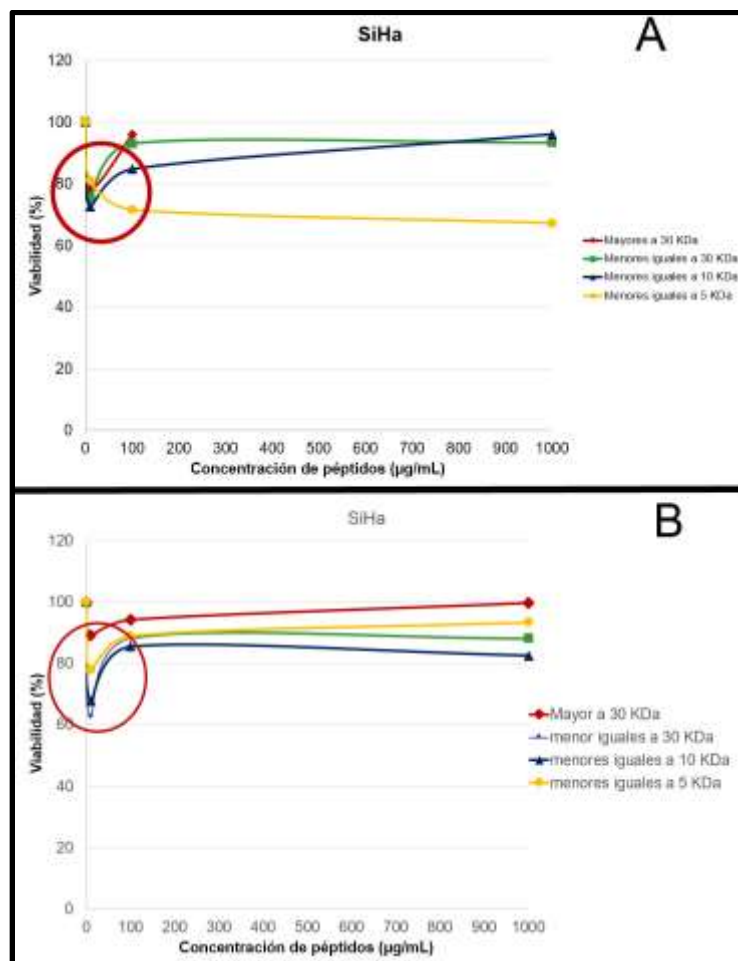 SiHa
A
120
100
80
60
40
20
0
Viabilidad (%)
0 100 200 300 400 500 600 700 800 900 1000
Concentración de péptidos (µg/mL)
Mayores a 30 KDa
Menores iguales a 30 KDa
Menores iguales a 10 KDa
Menores iguales a 5 KDa
SiHa
B
120
100
80
60
40
20
0
Viabilidad (%)
0 100 200 300 400 500 600 700 800 900 1000
Concentración de péptidos (µg/mL)
Mayor a 30 KDa
menor iguales a 30 KDa
menores iguales a 10 KDa
menores iguales a 5 KDa